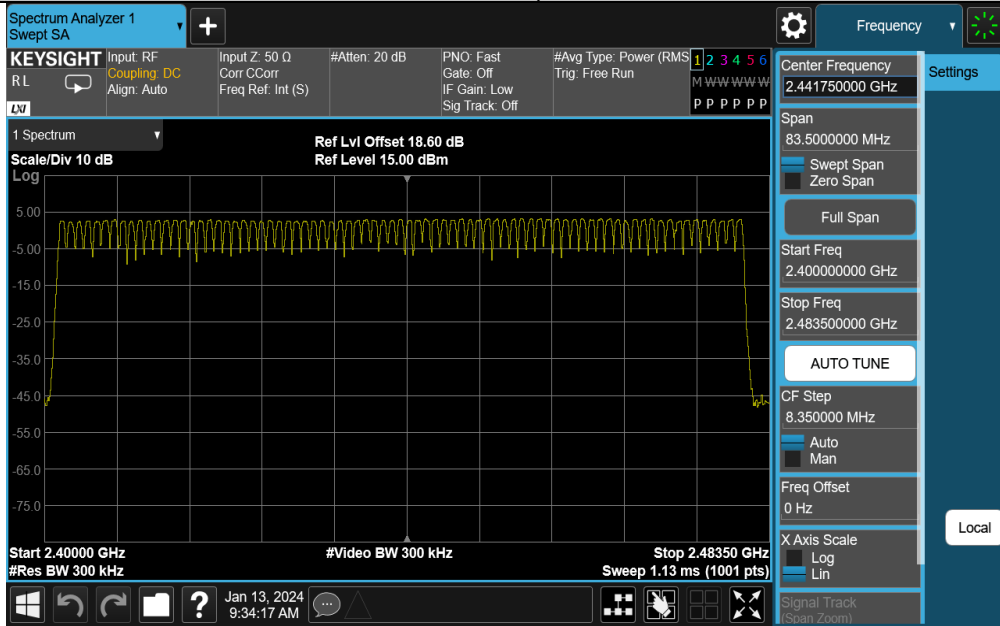 Spectrum Analyzer 1
Swept SA
+
Frequency
KEYSIGHT
R L
LXI
Input: RF
Coupling: DC
Align: Auto
Input Z: 50 Ω
Corr CCorr
Freq Ref: Int (S)
#Atten: 20 dB
PNO: Fast
Gate: Off
IF Gain: Low
Sig Track: Off
#Avg Type: Power (RMS
Trig: Free Run
1 2 3 4 5 6
M W W W W W
P P P P P P
1 Spectrum
Scale/Div 10 dB
Log
Ref Lvl Offset 18.60 dB
Ref Level 15.00 dBm
5.00
-5.00
-15.0
-25.0
-35.0
-45.0
-55.0
-65.0
-75.0
Start 2.40000 GHz
#Video BW 300 kHz
Stop 2.48350 GHz
#Res BW 300 kHz
Sweep 1.13 ms (1001 pts)
Center Frequency
2.441750000 GHz
Settings
Span
83.5000000 MHz
Swept Span
Zero Span
Full Span
Start Freq
2.400000000 GHz
Stop Freq
2.483500000 GHz
AUTO TUNE
CF Step
8.350000 MHz
Auto
Man
Freq Offset
0 Hz
Local
X Axis Scale
Log
Lin
Signal Track
(Span Zoom)
?
Jan 13, 2024
9:34:17 AM